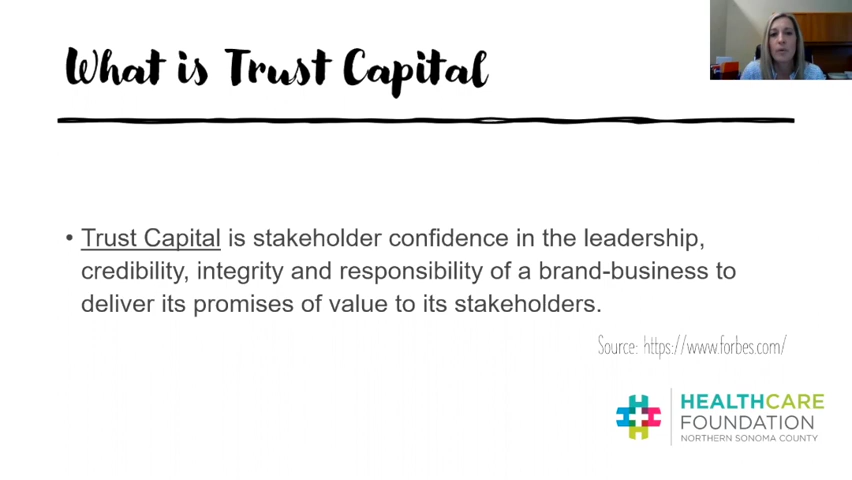 What is Trust Capital
• Trust Capital is stakeholder confidence in the leadership,
credibility, integrity and responsibility of a brand-business to
deliver its promises of value to its stakeholders.
Source: https://www.forbes.com/
HEALTHCARE
FOUNDATION
NORTHERN SONOMA COUNTY